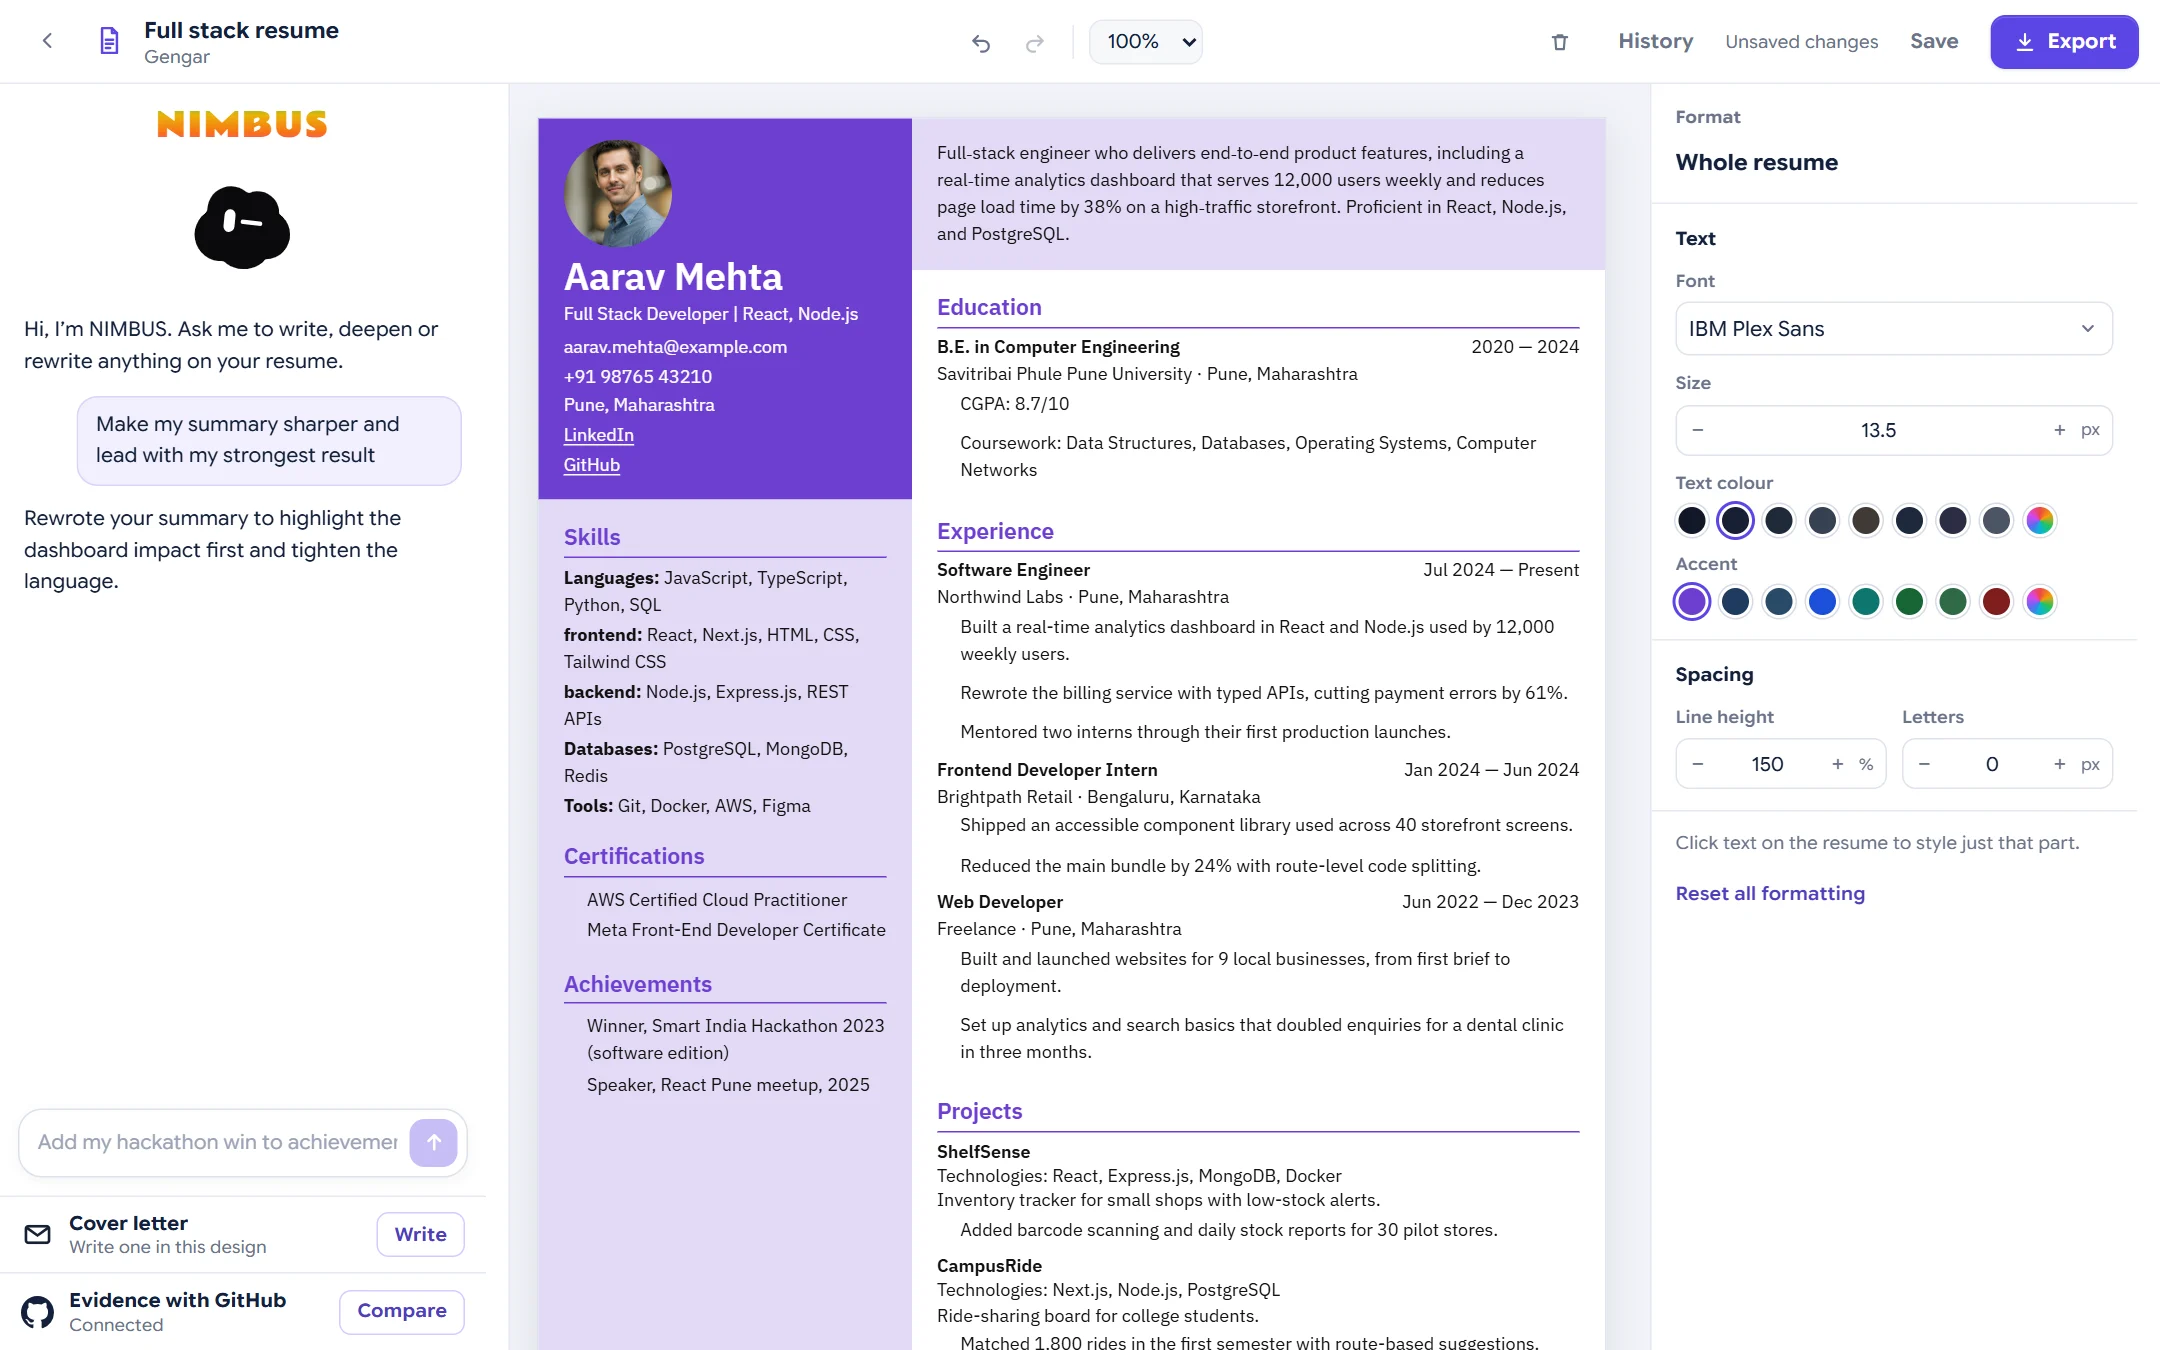 Full stack resume
Gengar
100%
History
Unsaved changes
Save
Export
NIMBUS
Hi, I’m NIMBUS. Ask me to write, deepen or
rewrite anything on your resume.
Make my summary sharper and
lead with my strongest result
Rewrote your summary to highlight the
dashboard impact first and tighten the
language.
Add my hackathon win to achievemen
Cover letter
Write one in this design
Write
Evidence with GitHub
Connected
Compare
Aarav Mehta
Full Stack Developer | React, Node.js
aarav.mehta@example.com
+91 98765 43210
Pune, Maharashtra
LinkedIn
GitHub
Skills
Languages: JavaScript, TypeScript,
Python, SQL
frontend: React, Next.js, HTML, CSS,
Tailwind CSS
backend: Node.js, Express.js, REST
APIs
Databases: PostgreSQL, MongoDB,
Redis
Tools: Git, Docker, AWS, Figma
Certifications
AWS Certified Cloud Practitioner
Meta Front-End Developer Certificate
Achievements
Winner, Smart India Hackathon 2023
(software edition)
Speaker, React Pune meetup, 2025
Full-stack engineer who delivers end-to-end product features, including a
real-time analytics dashboard that serves 12,000 users weekly and reduces
page load time by 38% on a high-traffic storefront. Proficient in React, Node.js,
and PostgreSQL.
Education
B.E. in Computer Engineering 2020 — 2024
Savitribai Phule Pune University · Pune, Maharashtra
CGPA: 8.7/10
Coursework: Data Structures, Databases, Operating Systems, Computer
Networks
Experience
Software Engineer Jul 2024 — Present
Northwind Labs · Pune, Maharashtra
Built a real-time analytics dashboard in React and Node.js used by 12,000
weekly users.
Rewrote the billing service with typed APIs, cutting payment errors by 61%.
Mentored two interns through their first production launches.
Frontend Developer Intern Jan 2024 — Jun 2024
Brightpath Retail · Bengaluru, Karnataka
Shipped an accessible component library used across 40 storefront screens.
Reduced the main bundle by 24% with route-level code splitting.
Web Developer Jun 2022 — Dec 2023
Freelance · Pune, Maharashtra
Built and launched websites for 9 local businesses, from first brief to
deployment.
Set up analytics and search basics that doubled enquiries for a dental clinic
in three months.
Projects
ShelfSense
Technologies: React, Express.js, MongoDB, Docker
Inventory tracker for small shops with low-stock alerts.
Added barcode scanning and daily stock reports for 30 pilot stores.
CampusRide
Technologies: Next.js, Node.js, PostgreSQL
Ride-sharing board for college students.
Matched 1,800 rides in the first semester with route-based suggestions.
Format
Whole resume
Text
Font
IBM Plex Sans
Size
− 13.5 + px
Text colour
Accent
Spacing
Line height Letters
− 150 + % − 0 + px
Click text on the resume to style just that part.
Reset all formatting